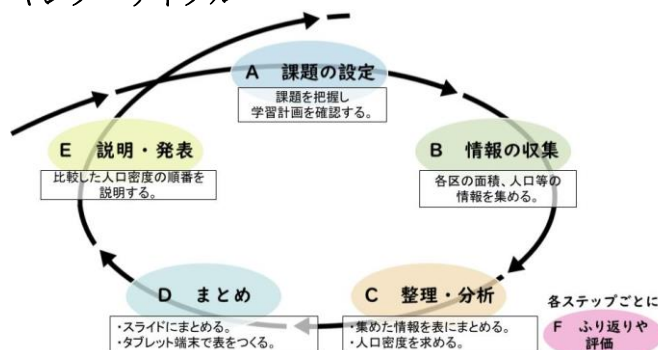 A 課題の設定
課題を把握し
学習計画を確認する。
B 情報の収集
各区の面積、人口等の
情報を集める。
C 整理・分析
・集めた情報を表にまとめる。
・人口密度を求める。
D まとめ
・スライドにまとめる。
・タブレット端末で表をつくる。
E 説明・発表
比較した人口密度の順番を
説明する。
各ステップごとに
F ふり返りや
評価